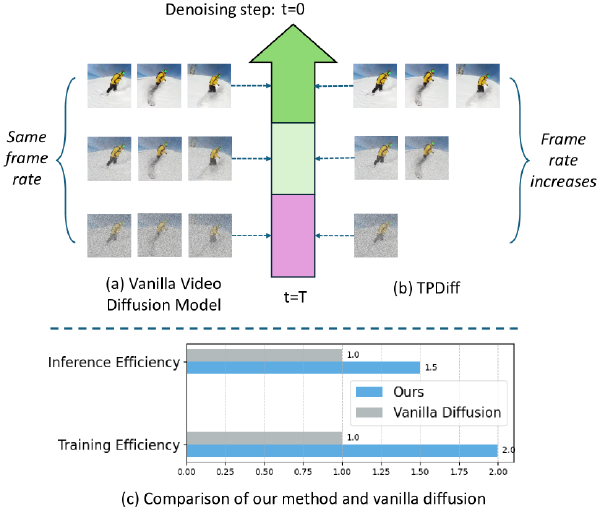 Denoising step: t=0
Same
frame
rate
Frame
rate
increases
(a) Vanilla Video
Diffusion Model
t=T
(b) TPDiff
Inference Efficiency
1.0
1.5
Ours
Vanilla Diffusion
Training Efficiency
1.0
2.0
0.00 0.25 0.50 0.75 1.00 1.25 1.50 1.75 2.00
(c) Comparison of our method and vanilla diffusion